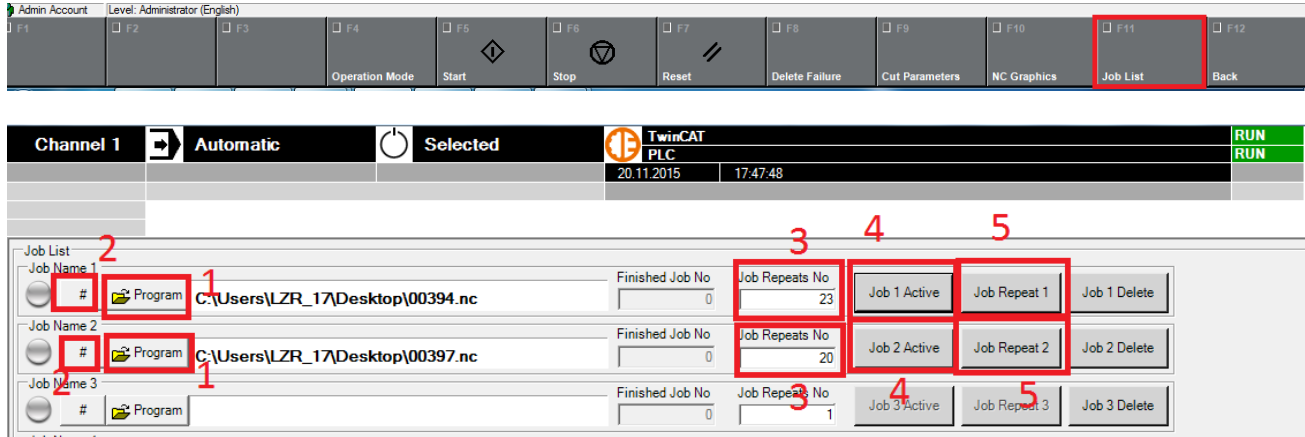 Admin Account Level: Administrator (English)
F1 F2 F3 F4 F5 F6 F7 F8 F9 F10 F11 F12
Operation Mode Start Stop Reset Delete Failure Cut Parameters NC Graphics Job List Back
Channel 1 Automatic Selected TwinCAT RUN
PLC RUN
20.11.2015 17:47:48
2 3 4 5
Job List
Job Name 1 1 Finished Job No Job Repeats No
# Program C:\Users\LZR_17\Desktop\00394.nc 0 23 Job 1 Active Job Repeat 1 Job 1 Delete
Job Name 2 Finished Job No Job Repeats No
# Program C:\Users\LZR_17\Desktop\00397.nc 0 20 Job 2 Active Job Repeat 2 Job 2 Delete
2 1 3 4 5
Job Name 3 Finished Job No Job Repeats No
# Program 0 1 Job 3 Active Job Repeat 3 Job 3 Delete